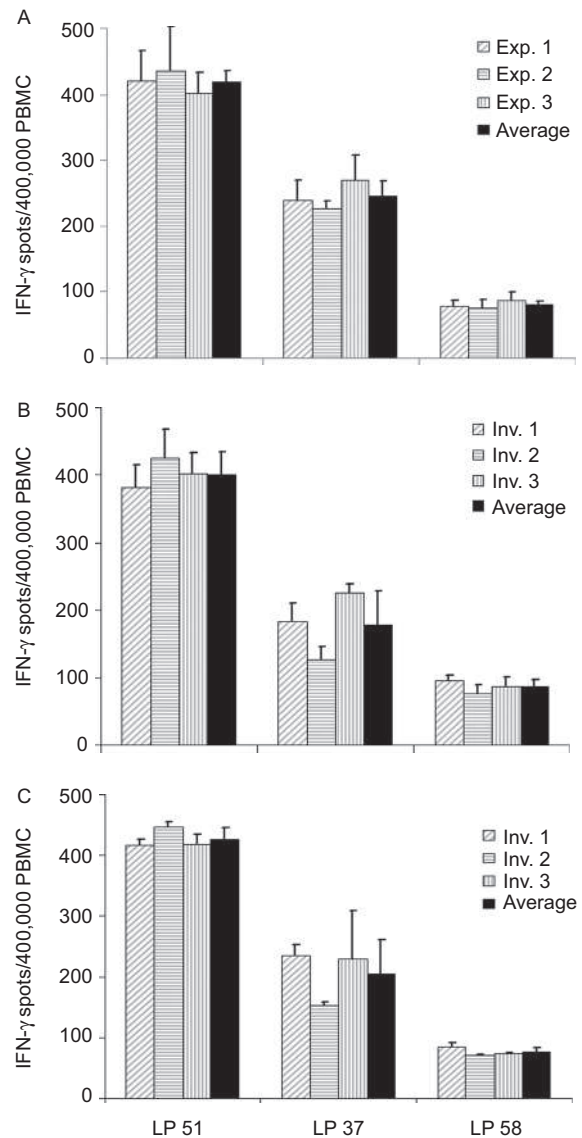 A
IFN-γ spots/400,000 PBMC
500
400
300
200
100
0
Exp. 1
Exp. 2
Exp. 3
Average
B
IFN-γ spots/400,000 PBMC
500
400
300
200
100
0
Inv. 1
Inv. 2
Inv. 3
Average
C
IFN-γ spots/400,000 PBMC
500
400
300
200
100
0
Inv. 1
Inv. 2
Inv. 3
Average
LP 51 LP 37 LP 58